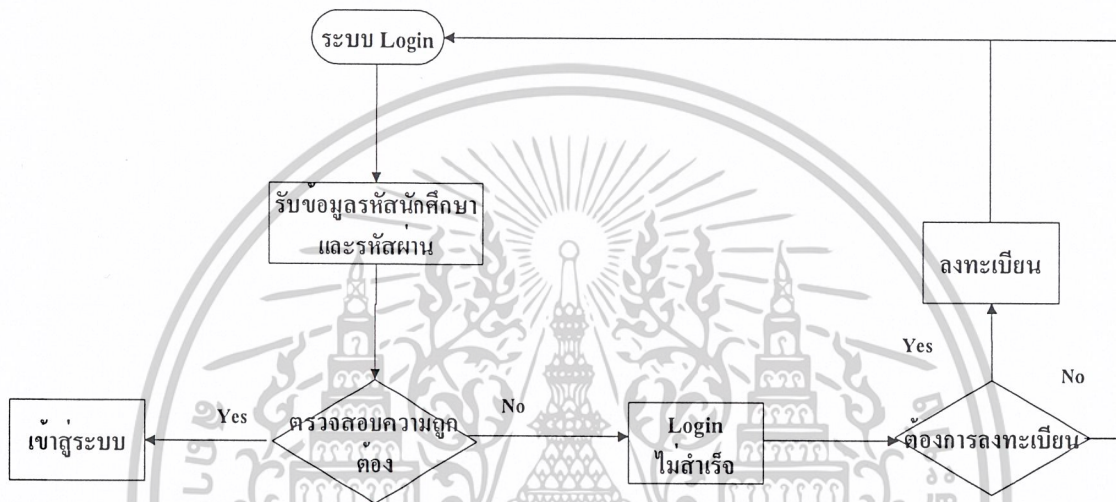 ระบบ Login
รับข้อมูลรหัสนักศึกษา
และรหัสผ่าน
ลงทะเบียน
Yes
No
Yes
No
ตรวจสอบความถูก
ต้อง
เข้าสู่ระบบ
Login
ไม่สำเร็จ
ต้องการลงทะเบียน